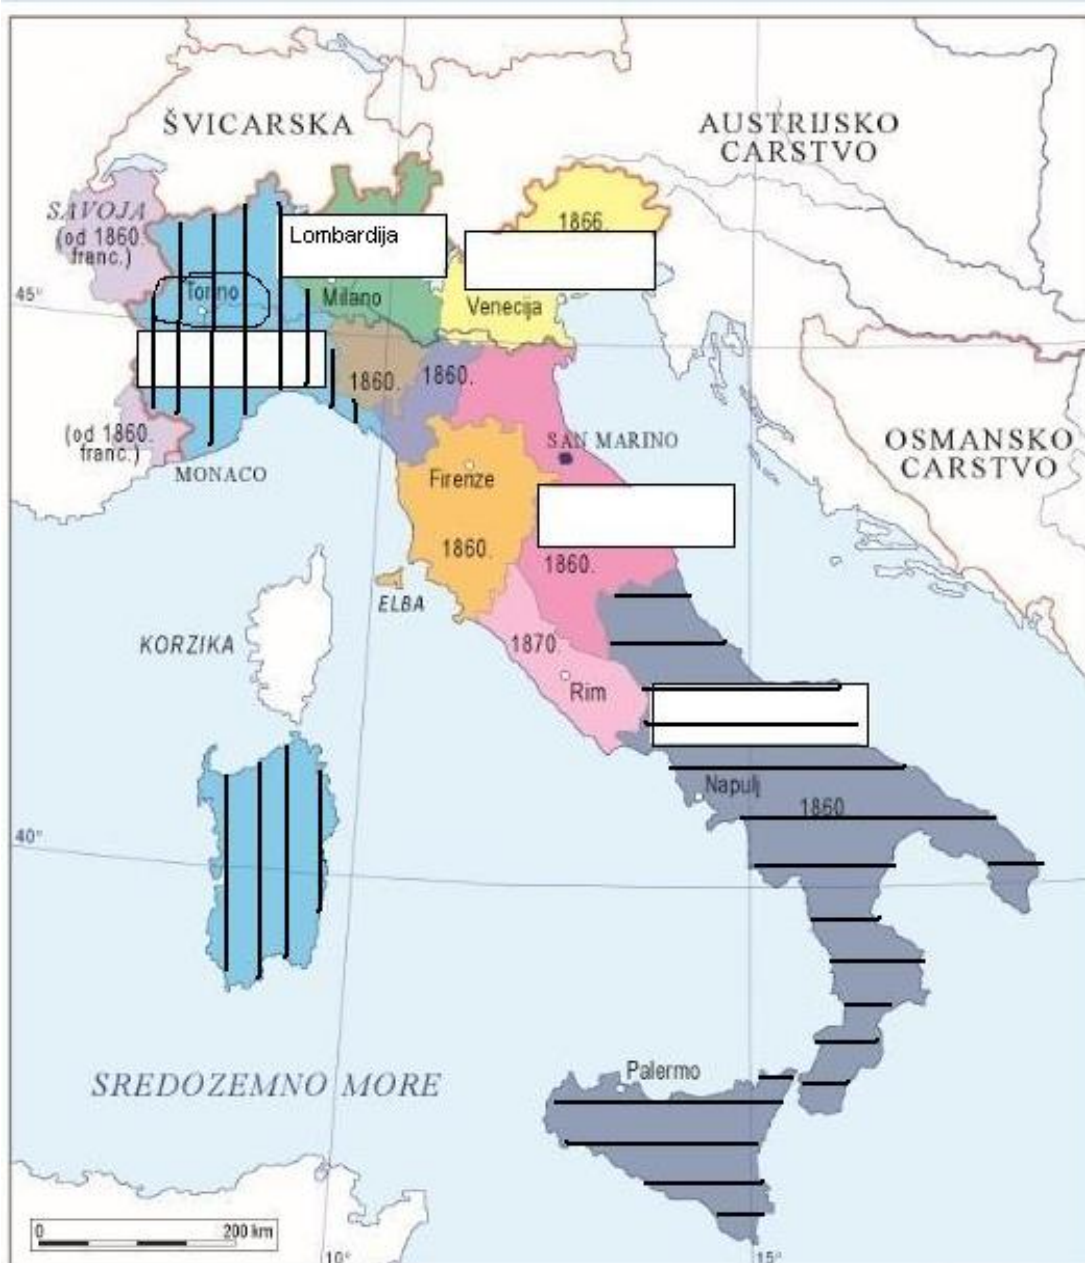 ŠVICARSKA
AUSTRIJSKO
CARSTVO
SAVOJA
(od 1860.
franc.)
1866.
Lombardija
45°
Torino
Milano
Venecija
1860.
1860.
(od 1860.
franc.)
MONACO
SAN MARINO
OSMANSKO
CARSTVO
Firenze
1860.
1860.
ELBA
KORZIKA
1870.
Rim
Napulj
1860
40°
Palermo
SREDOZEMNO MORE
0 200 km
10°
15°